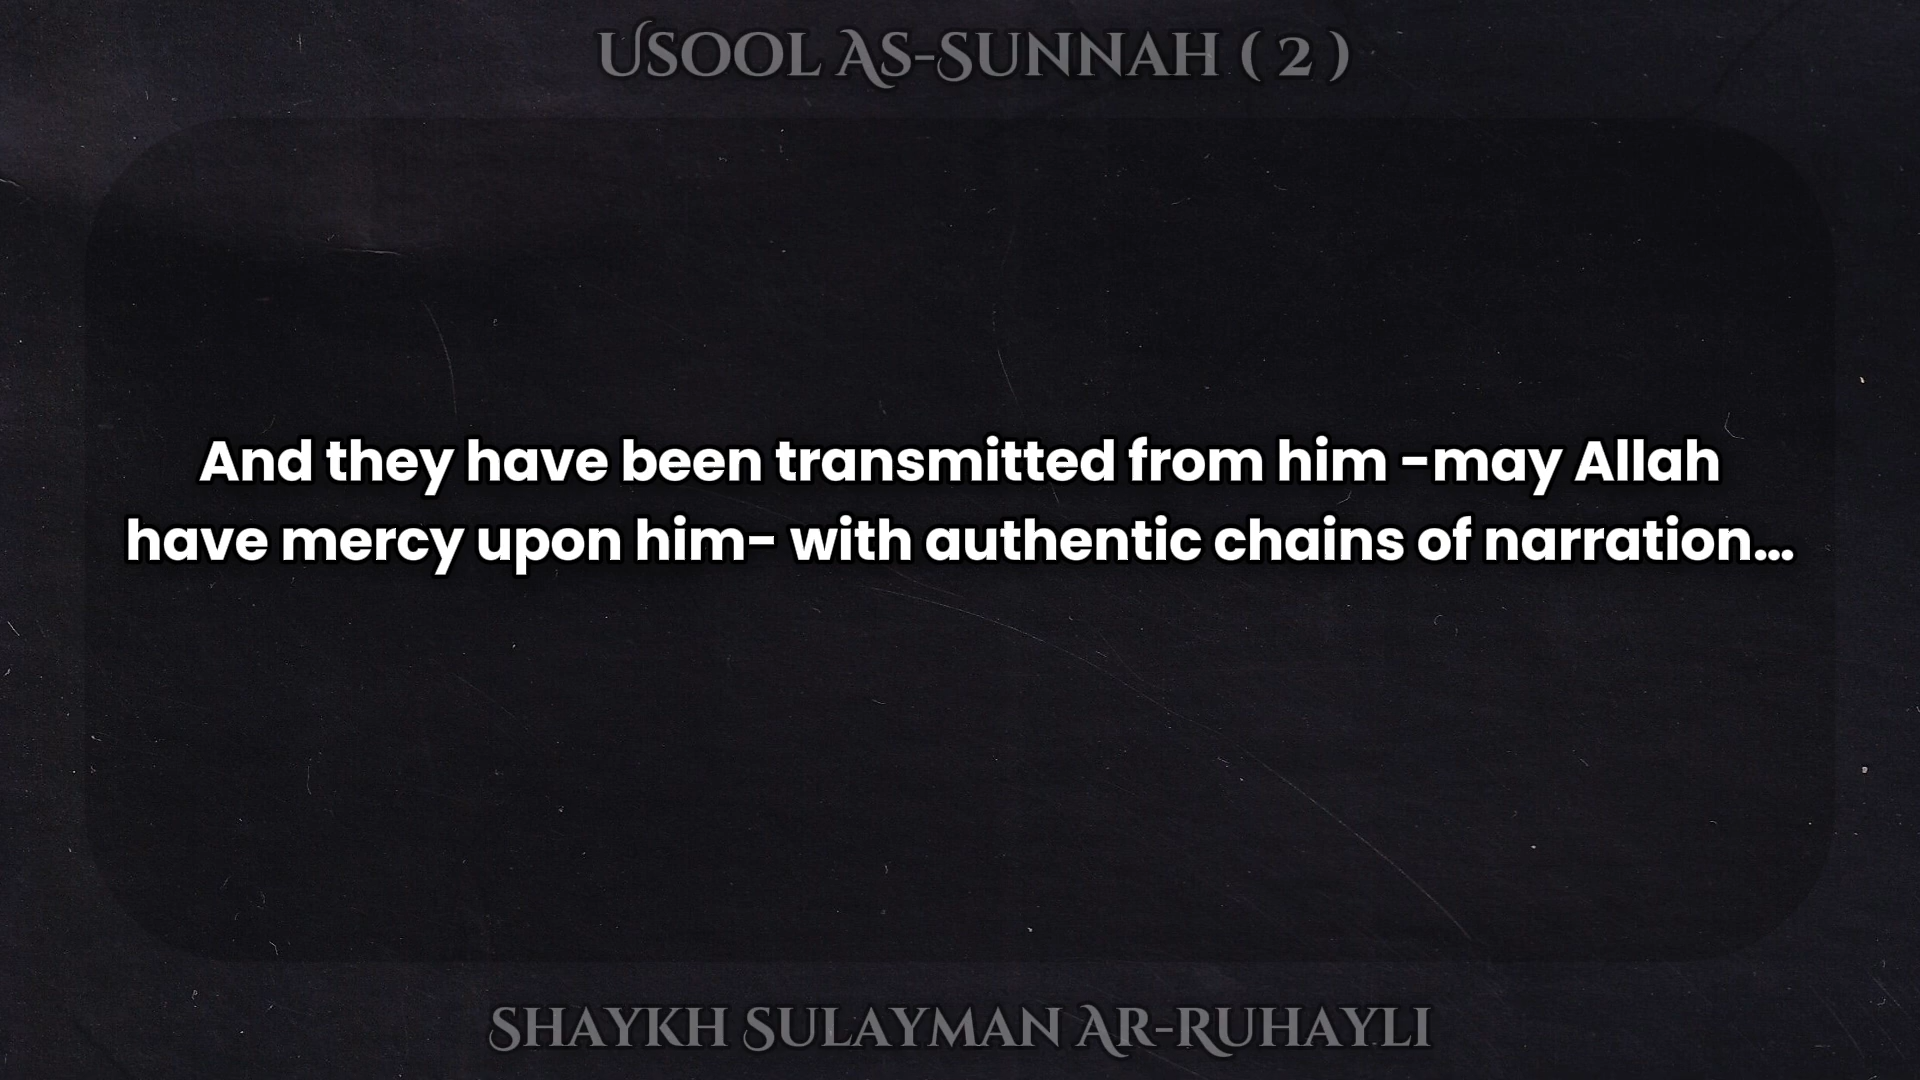 Usool As-Sunnah ( 2 )
And they have been transmitted from him -may Allah
have mercy upon him- with authentic chains of narration...
Shaykh Sulayman Ar-Ruhayli